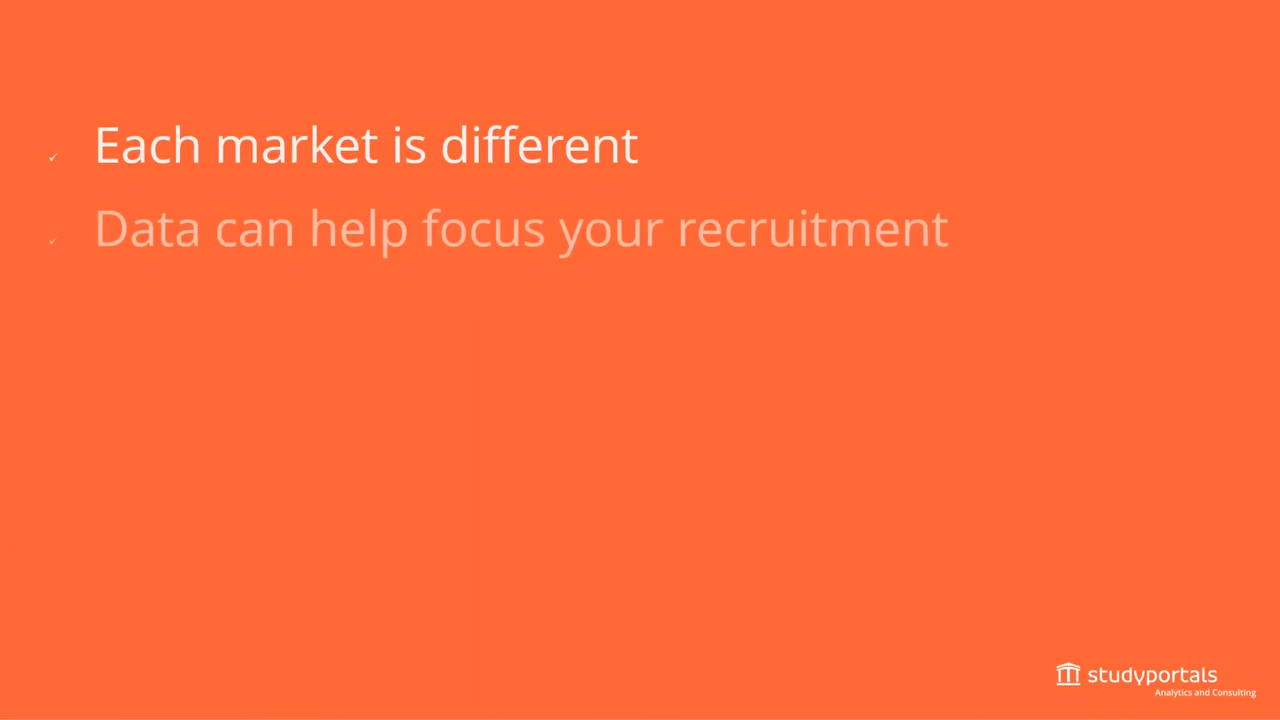 Each market is different
Data can help focus your recruitment
studyportals
Analytics and Consulting